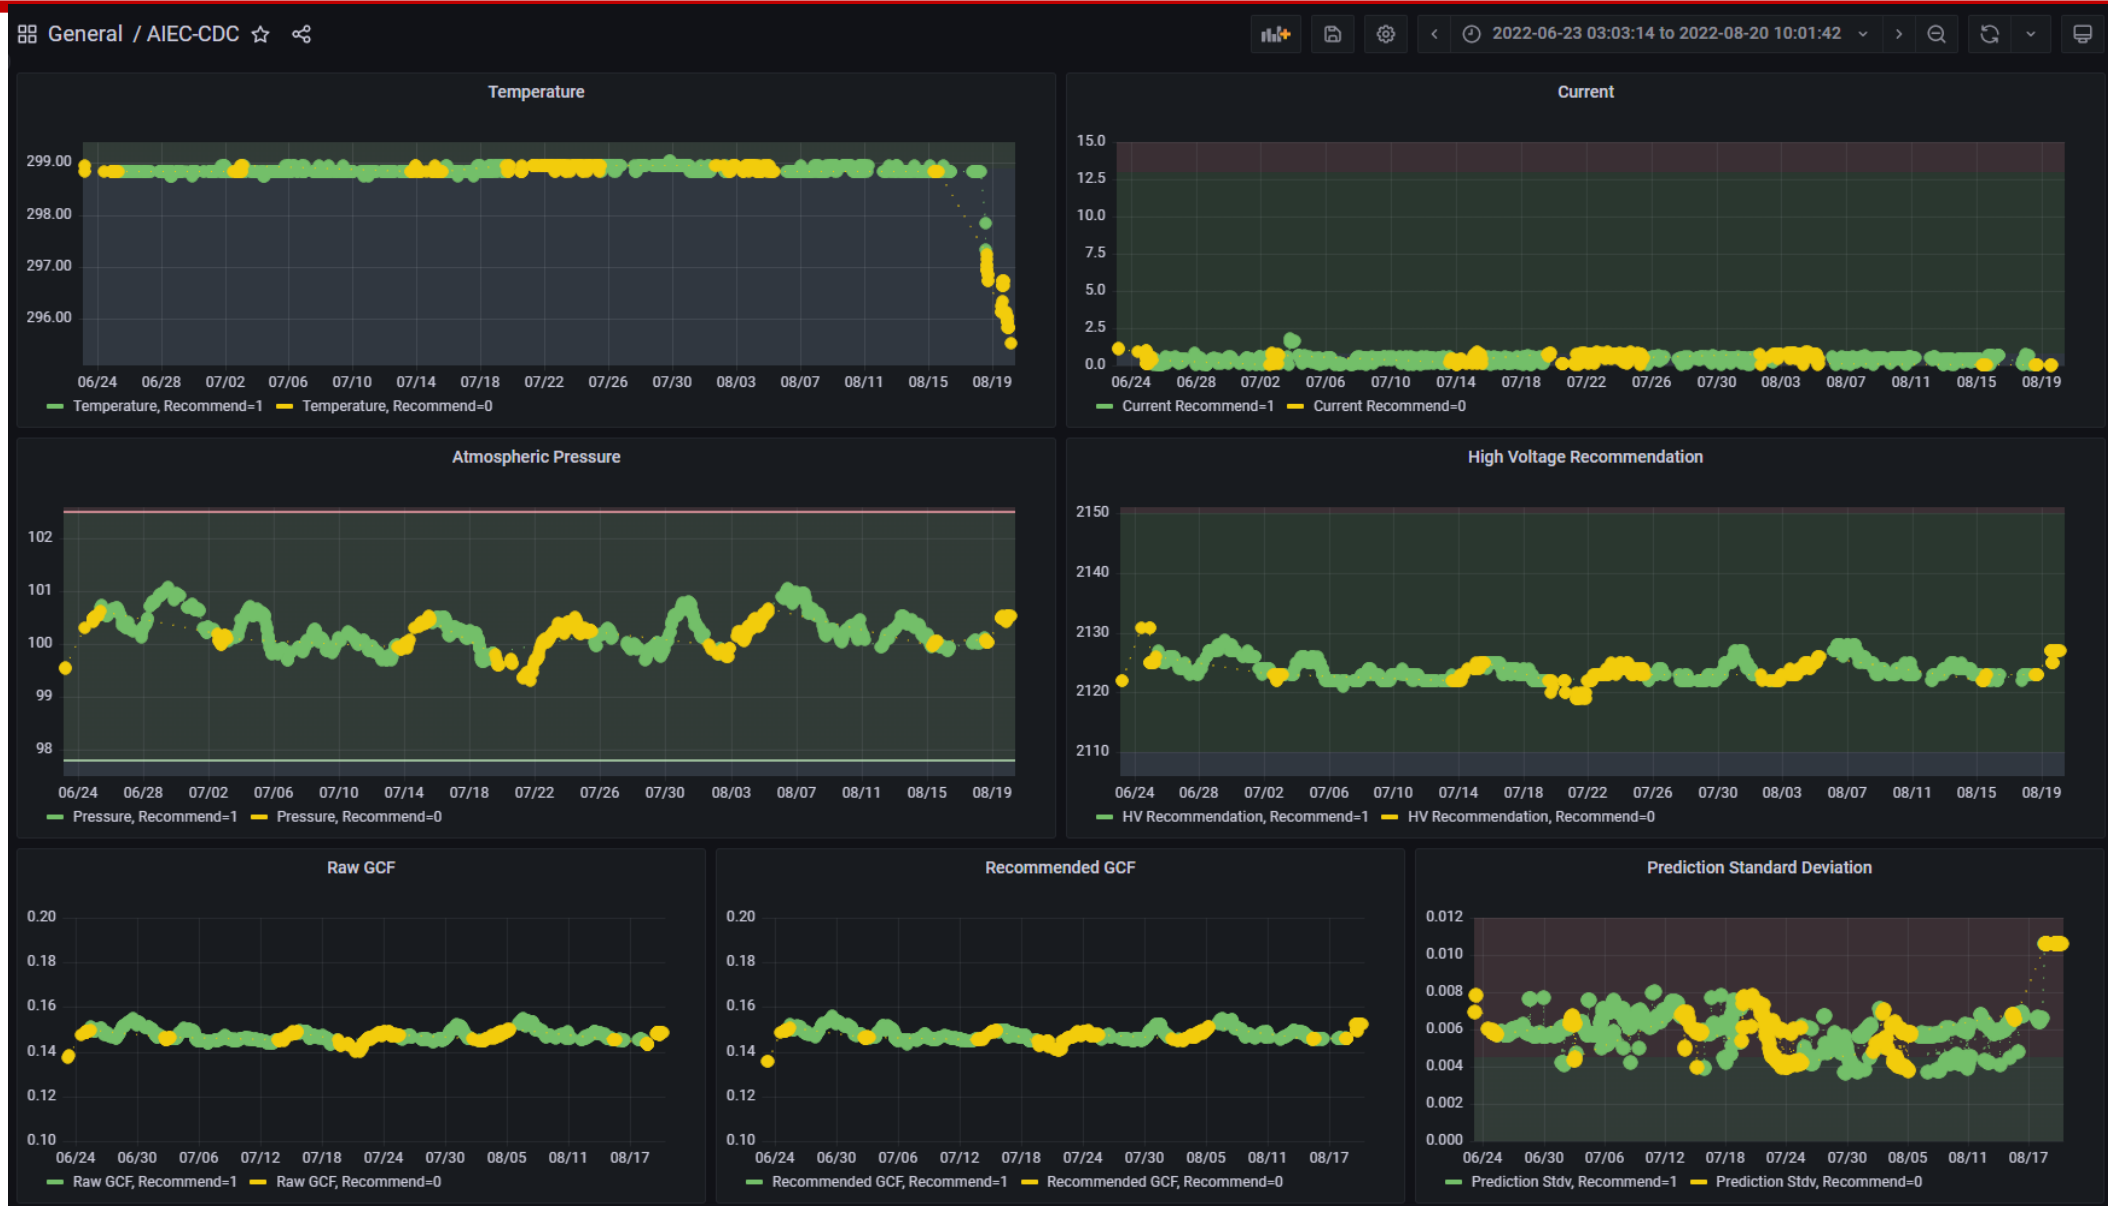 General / AIEC-CDC
2022-06-23 03:03:14 to 2022-08-20 10:01:42
Temperature
299.00
298.00
297.00
296.00
06/24 06/28 07/02 07/06 07/10 07/14 07/18 07/22 07/26 07/30 08/03 08/07 08/11 08/15 08/19
Temperature, Recommend=1 Temperature, Recommend=0
Current
15.0
12.5
10.0
7.5
5.0
2.5
0.0
06/24 06/28 07/02 07/06 07/10 07/14 07/18 07/22 07/26 07/30 08/03 08/07 08/11 08/15 08/19
Current Recommend=1 Current Recommend=0
Atmospheric Pressure
102
101
100
99
98
06/24 06/28 07/02 07/06 07/10 07/14 07/18 07/22 07/26 07/30 08/03 08/07 08/11 08/15 08/19
Pressure, Recommend=1 Pressure, Recommend=0
High Voltage Recommendation
2150
2140
2130
2120
2110
06/24 06/28 07/02 07/06 07/10 07/14 07/18 07/22 07/26 07/30 08/03 08/07 08/11 08/15 08/19
HV Recommendation, Recommend=1 HV Recommendation, Recommend=0
Raw GCF
0.20
0.18
0.16
0.14
0.12
0.10
06/24 06/30 07/06 07/12 07/18 07/24 07/30 08/05 08/11 08/17
Raw GCF, Recommend=1 Raw GCF, Recommend=0
Recommended GCF
0.20
0.18
0.16
0.14
0.12
0.10
06/24 06/30 07/06 07/12 07/18 07/24 07/30 08/05 08/11 08/17
Recommended GCF, Recommend=1 Recommended GCF, Recommend=0
Prediction Standard Deviation
0.012
0.010
0.008
0.006
0.004
0.002
0.000
06/24 06/30 07/06 07/12 07/18 07/24 07/30 08/05 08/11 08/17
Prediction Stdv, Recommend=1 Prediction Stdv, Recommend=0